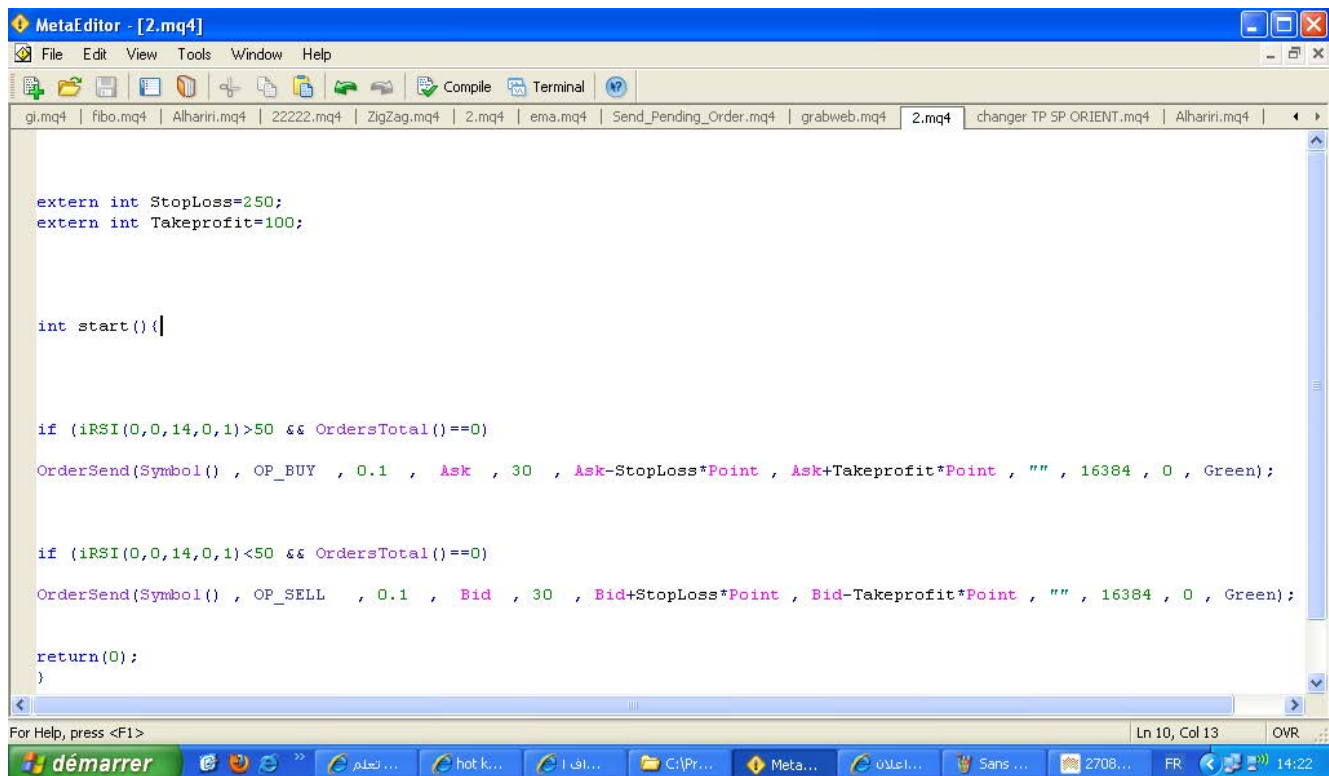 MetaEditor - [2.mq4]
File Edit View Tools Window Help
Compile Terminal
gi.mq4 | fibo.mq4 | Alhariri.mq4 | 22222.mq4 | ZigZag.mq4 | 2.mq4 | ema.mq4 | Send_Pending_Order.mq4 | grabweb.mq4 | 2.mq4 | changer TP SP ORIENT.mq4 | Alhariri.mq4 |
extern int StopLoss=250;
extern int Takeprofit=100;
int start(){
if (iRSI(0,0,14,0,1)>50 && OrdersTotal()==0)
OrderSend(Symbol() , OP_BUY , 0.1 , Ask , 30 , Ask-StopLoss*Point , Ask+Takeprofit*Point , "" , 16384 , 0 , Green);
if (iRSI(0,0,14,0,1)<50 && OrdersTotal()==0)
OrderSend(Symbol() , OP_SELL , 0.1 , Bid , 30 , Bid+StopLoss*Point , Bid-Takeprofit*Point , "" , 16384 , 0 , Green);
return(0);
}
For Help, press <F1> Ln 10, Col 13 OVR
démarrer تعلم ... hot k... C:\Pr... Meta... Sans ... 2708... FR 14:22